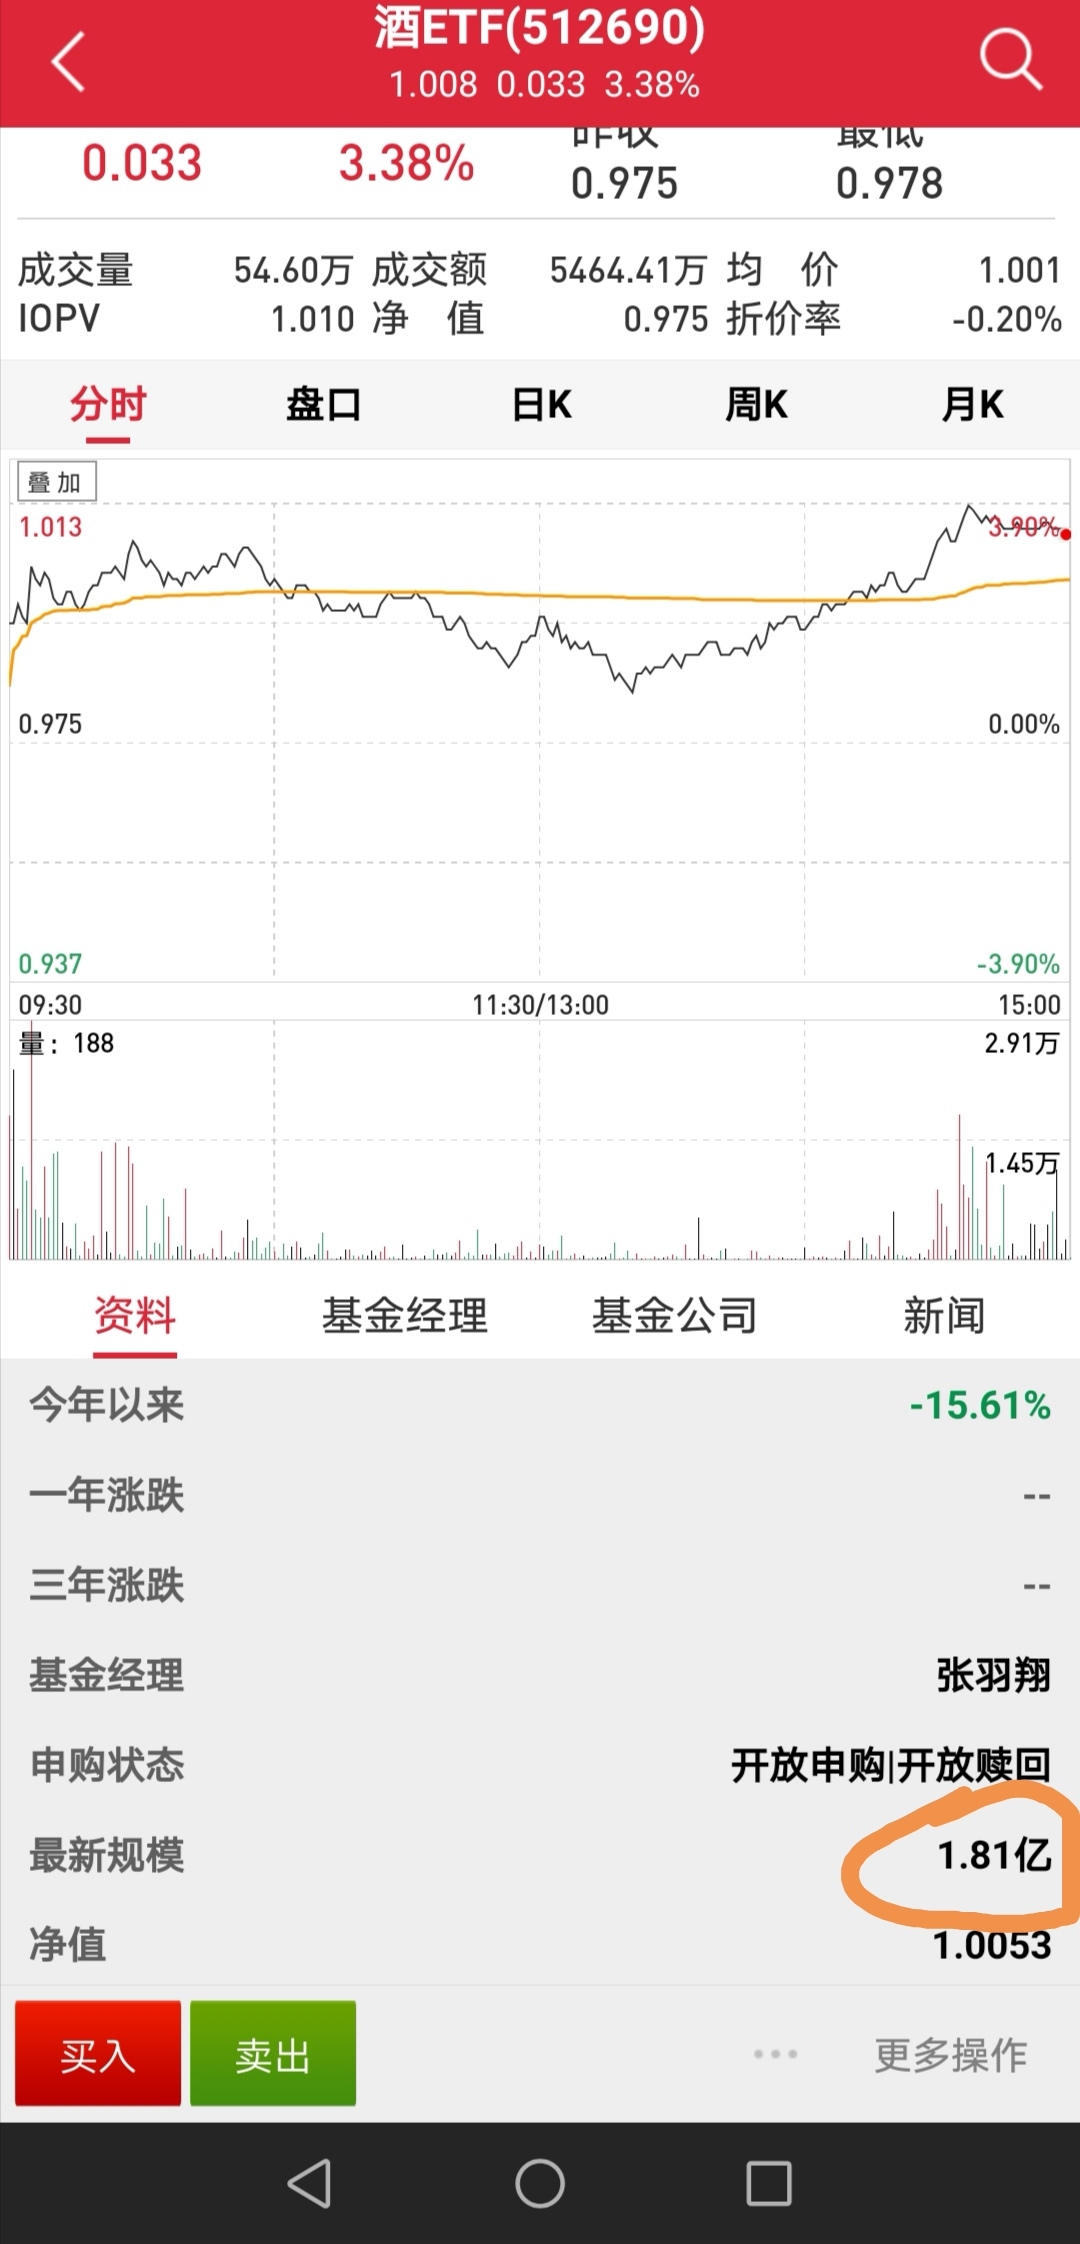 酒ETF(512690)
1.008 0.033 3.38%
昨收 最低
0.033 3.38% 0.975 0.978
成交量 54.60万 成交额 5464.41万 均 价 1.001
IOPV 1.010 净 值 0.975 折价率 -0.20%
分时 盘口 日K 周K 月K
叠加
1.013 3.90%
0.975 0.00%
0.937 -3.90%
09:30 11:30/13:00 15:00
量: 188 2.91万
1.45万
资料 基金经理 基金公司 新闻
今年以来 -15.61%
一年涨跌 --
三年涨跌 --
基金经理 张羽翔
申购状态 开放申购|开放赎回
最新规模 1.81亿
净值 1.0053
买入 卖出 ··· 更多操作